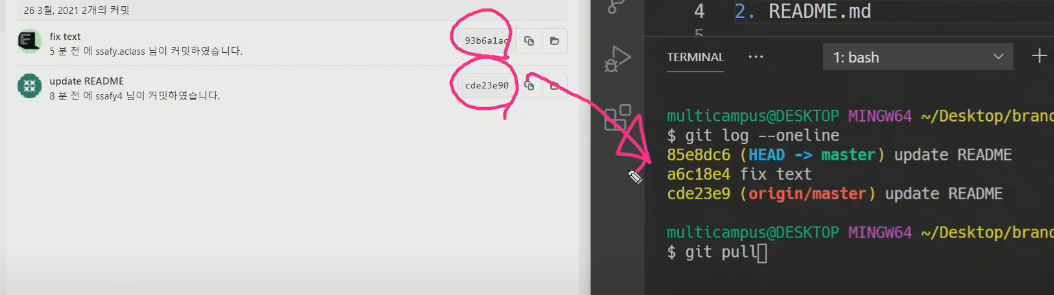 26 3월, 2021 2개의 커밋
fix text
5 분 전 에 ssafy.aclass 님이 커밋하였습니다.
93b6a1ac
update README
8 분 전 에 ssafy4 님이 커밋하였습니다.
cde23e90
4 2. README.md
5
TERMINAL ··· 1: bash
multicampus@DESKTOP MINGW64 ~/Desktop/branc
$ git log --oneline
85e8dc6 (HEAD -> master) update README
a6c18e4 fix text
cde23e9 (origin/master) update README
multicampus@DESKTOP MINGW64 ~/Desktop/branc
$ git pull